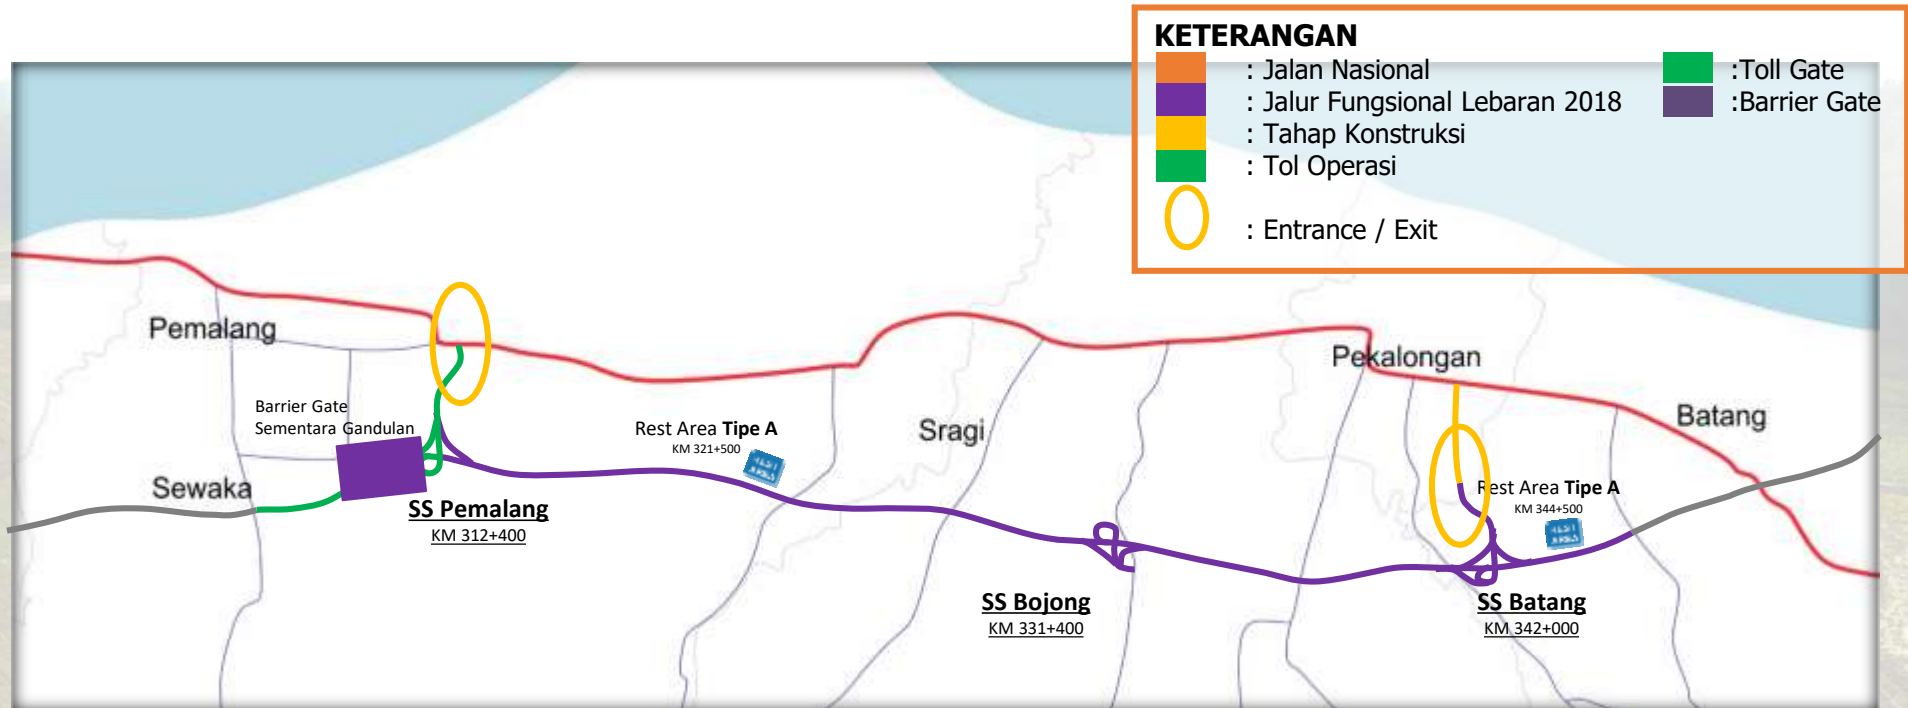 KETERANGAN
: Jalan Nasional
: Jalur Fungsional Lebaran 2018
: Tahap Konstruksi
: Tol Operasi
: Entrance / Exit
:Toll Gate
:Barrier Gate
Pemalang
Barrier Gate
Sementara Gandulan
Sewaka
SS Pemalang
KM 312+400
Rest Area Tipe A
KM 321+500
Sragi
SS Bojong
KM 331+400
Pekalongan
Batang
Rest Area Tipe A
KM 344+500
SS Batang
KM 342+000